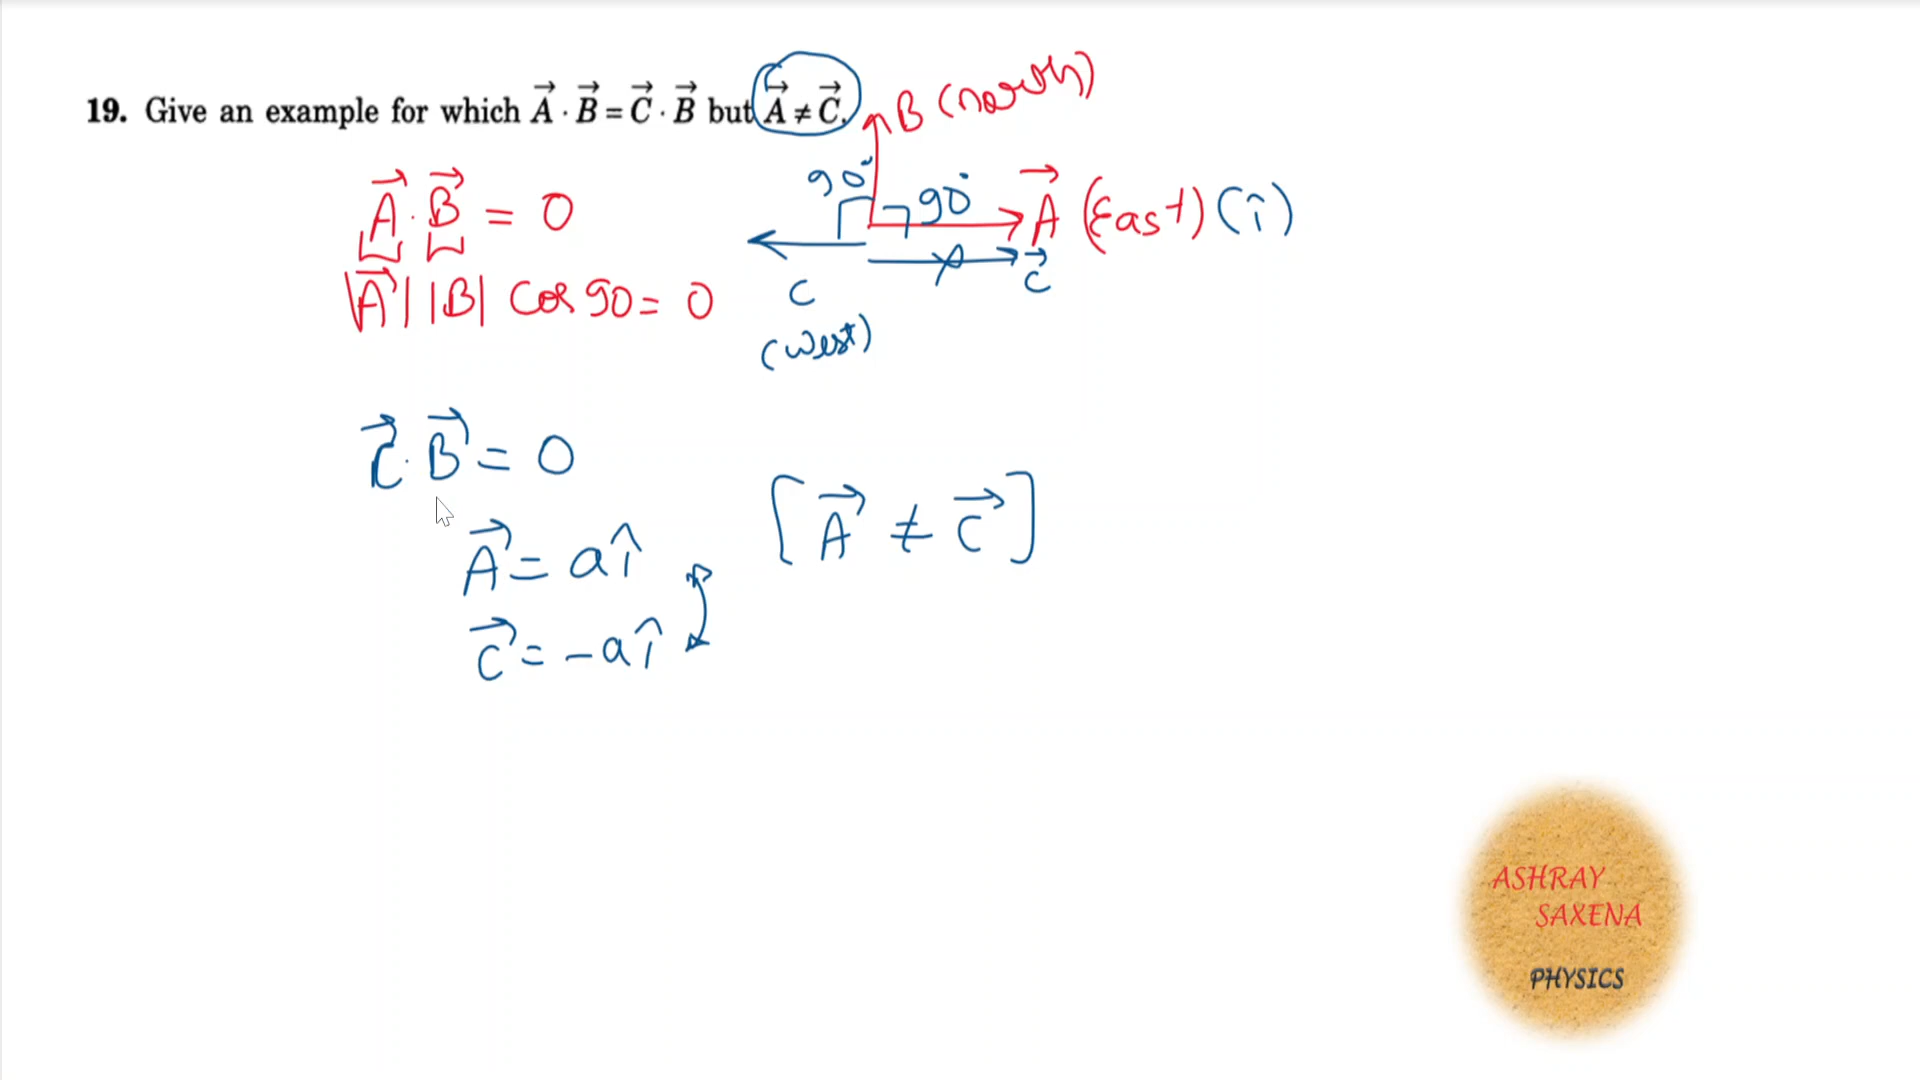 19. Give an example for which A⃗ · B⃗ = C⃗ · B⃗ but A⃗ ≠ C⃗.
B (north)
A⃗ · B⃗ = 0
90°
90°
A⃗ (East) (î)
C⃗
|A⃗| |B| cos 90 = 0
C
(west)
C⃗ · B⃗ = 0
[A⃗ ≠ C⃗]
A⃗ = aî
C⃗ = -aî
ASHRAY
SAXENA
PHYSICS